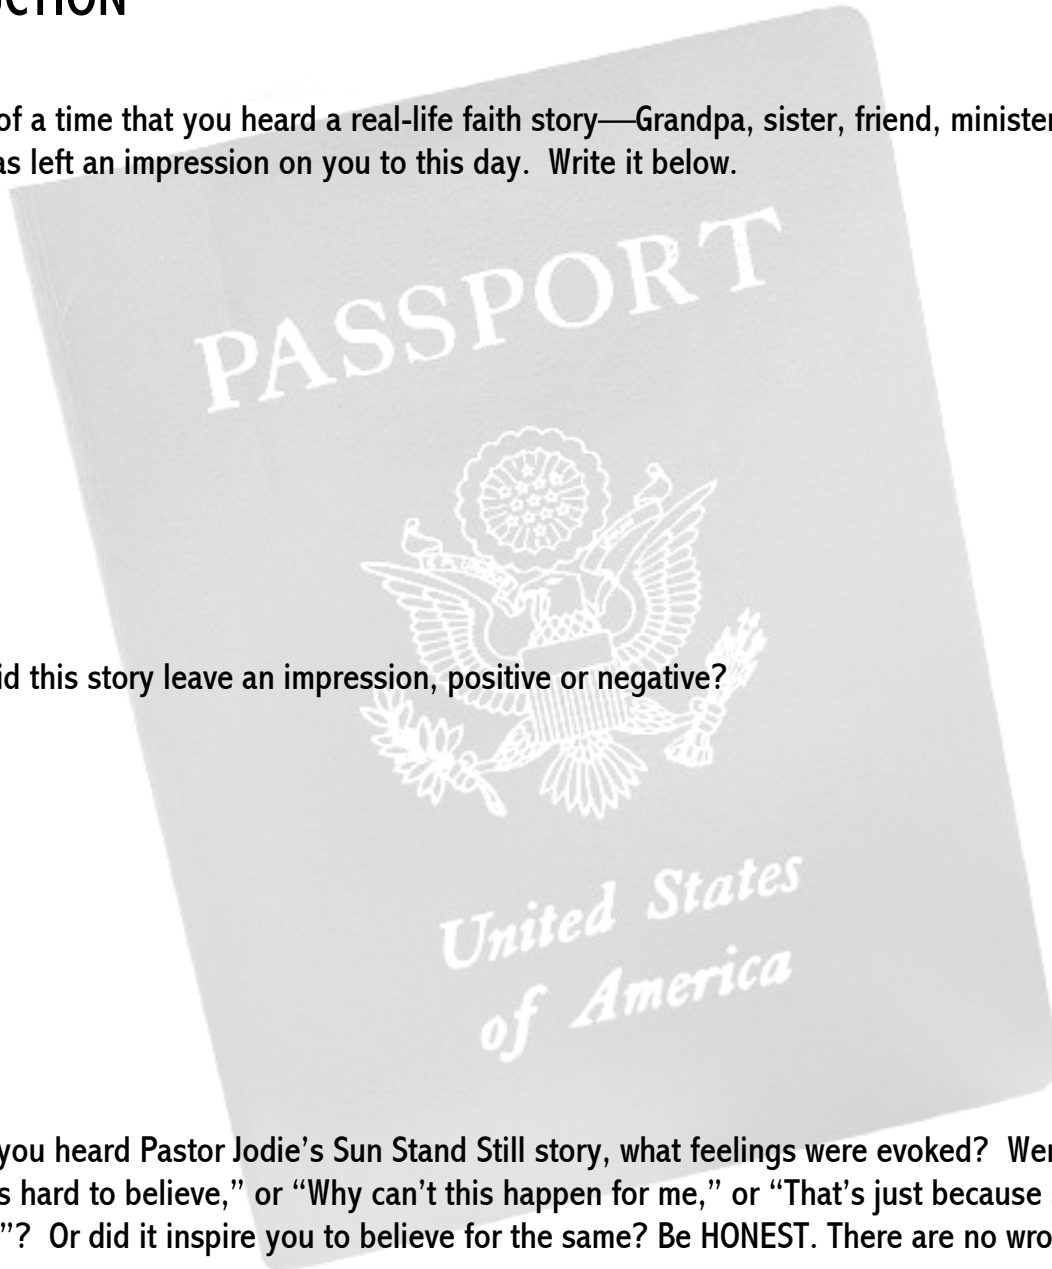 of a time that you heard a real-life faith story—Grandpa, sister, friend, minister
as left an impression on you to this day.  Write it below.
PASSPORT
id this story leave an impression, positive or negative?
United States
of America
you heard Pastor Jodie’s Sun Stand Still story, what feelings were evoked?  Wer
s hard to believe,” or “Why can’t this happen for me,” or “That’s just because
”?  Or did it inspire you to believe for the same? Be HONEST. There are no wro